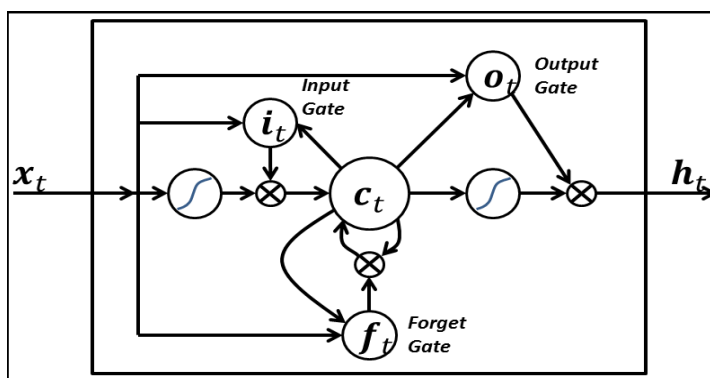 Input
Gate
Output
Gate
o_t
i_t
x_t
c_t
h_t
f_t
Forget
Gate